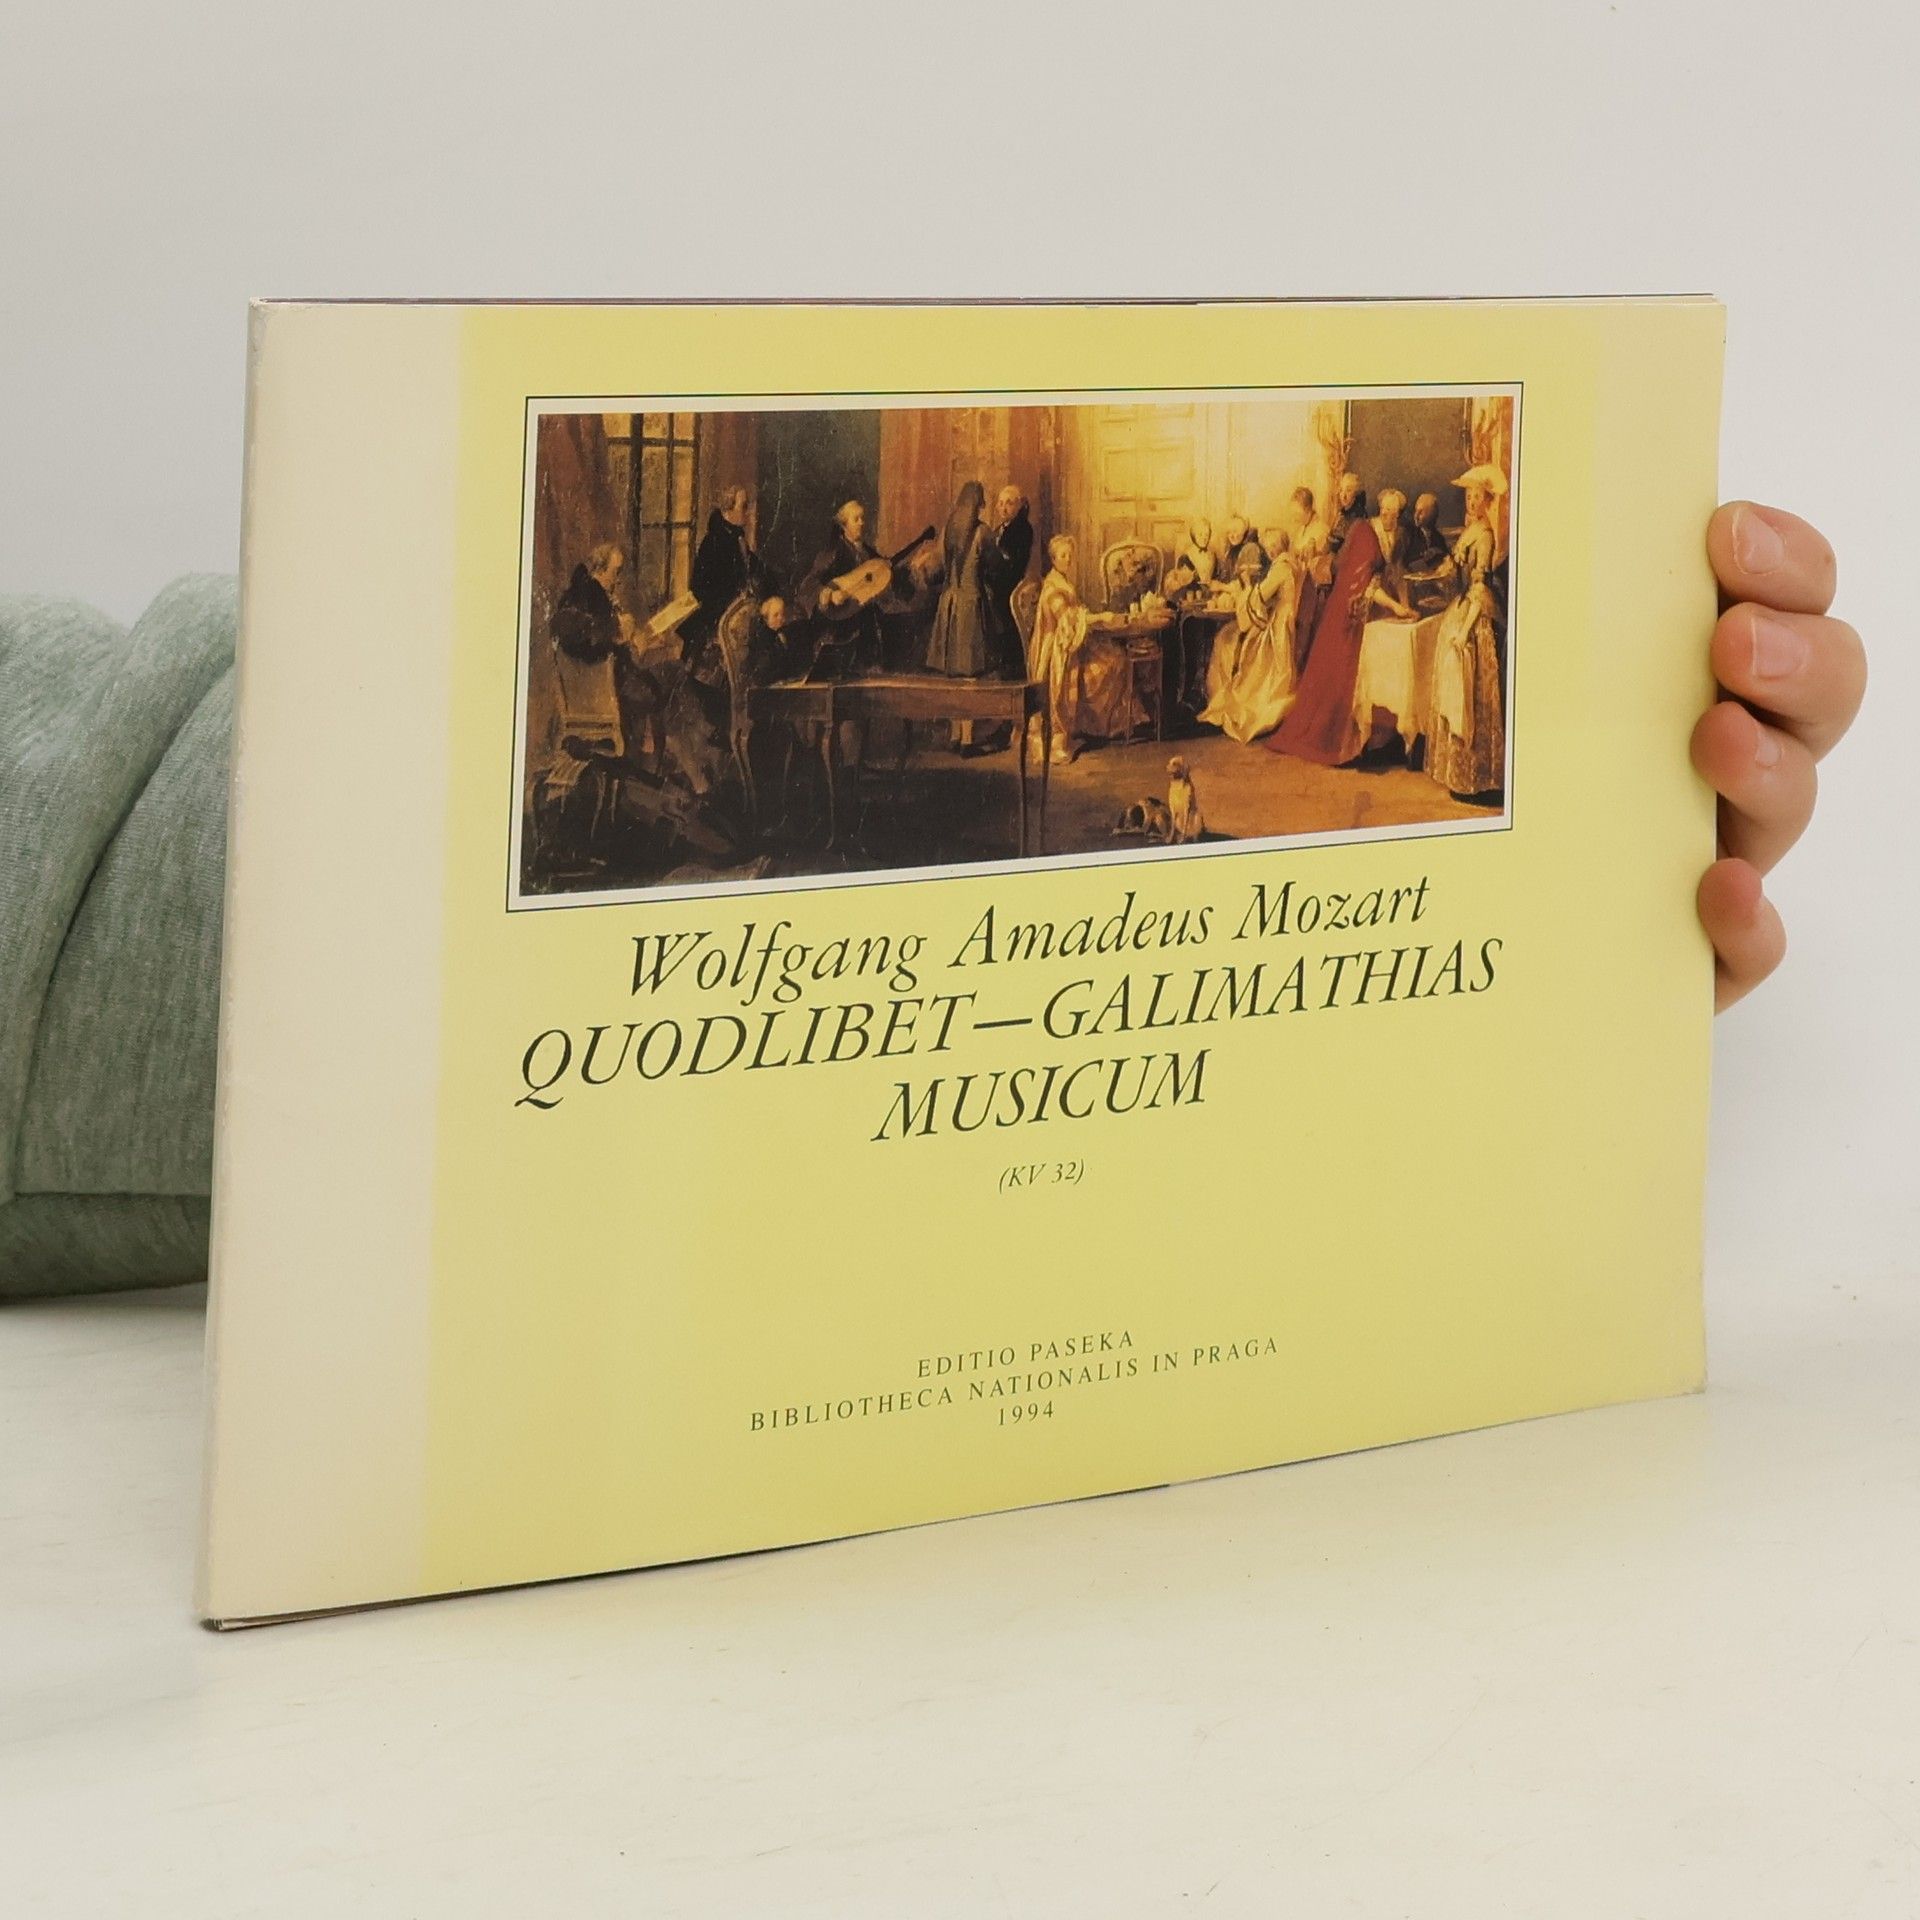 Wolfgang Amadeus Mozart
QUODLIBET—GALIMATHIAS
MUSICUM
(KV 32)
EDITIO PASEKA
BIBLIOTHECA NATIONALIS IN PRAGA
1994